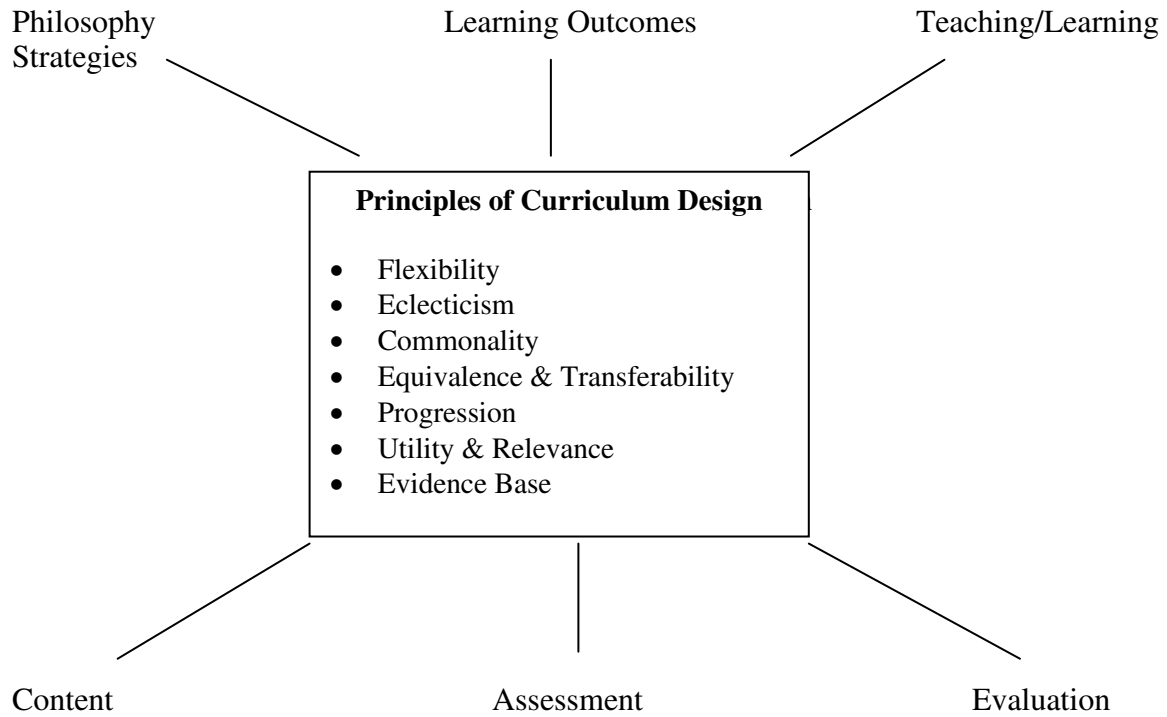 Philosophy Learning Outcomes Teaching/Learning
Strategies
Principles of Curriculum Design
• Flexibility
• Eclecticism
• Commonality
• Equivalence & Transferability
• Progression
• Utility & Relevance
• Evidence Base
Content Assessment Evaluation